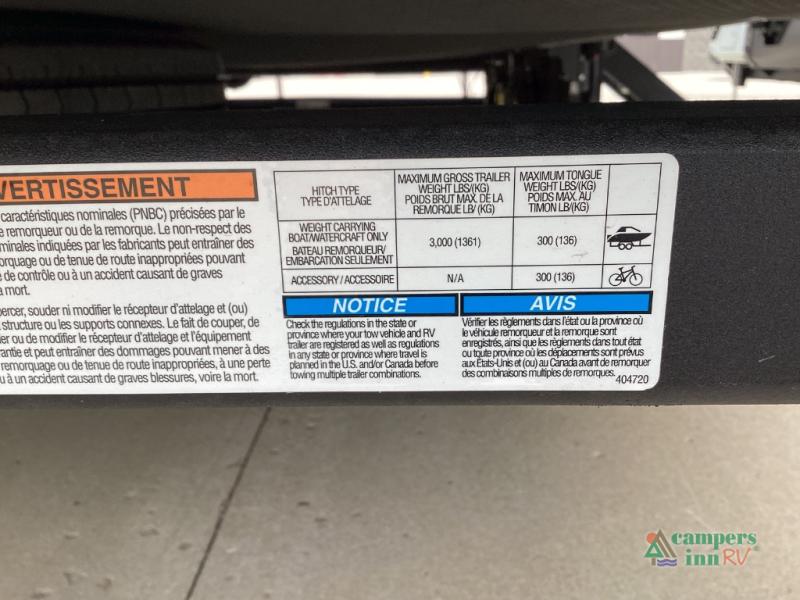 VERTISSEMENT
caractéristiques nominales (PNBC) précisées par le
remorqueur ou de la remorque. Le non-respect des
minales indiquées par les fabricants peut entraîner des
orquage ou de tenue de route inappropriées pouvant
e de contrôle ou à un accident causant de graves
a mort.
percer, souder ni modifier le récepteur d'attelage et (ou)
structure ou les supports connexes. Le fait de couper, de
er ou de modifier le récepteur d'attelage et l'équipement
rantie et peut entraîner des dommages pouvant mener à des
remorquage ou de tenue de route inappropriées, à une perte
u à un accident causant de graves blessures, voire la mort.
HITCH TYPE
TYPE D'ATTELAGE
MAXIMUM GROSS TRAILER
WEIGHT LBS/(KG)
POIDS BRUT MAX. DE LA
REMORQUE LB/ (KG)
MAXIMUM TONGUE
WEIGHT LBS/(KG)
POIDS MAX. AU
TIMON LB/(KG)
WEIGHT CARRYING
BOAT/WATERCRAFT ONLY
BATEAU REMORQUEUR/
EMBARCATION SEULEMENT
3,000 (1361)
300 (136)
ACCESSORY / ACCESSOIRE
N/A
300 (136)
NOTICE
Check the regulations in the state or
province where your tow vehicle and RV
trailer are registered as well as regulations
in any state or province where travel is
planned in the U.S. and/or Canada before
towing multiple trailer combinations.
AVIS
Vérifier les règlements dans l'état ou la province où
le véhicule remorqueur et la remorque sont
enregistrés, ainsi que les règlements dans tout état
ou toute province où les déplacements sont prévus
aux États-Unis et (ou) au Canada avant de remorquer
des combinaisons multiples de remorques.
404720
campers
inn RV